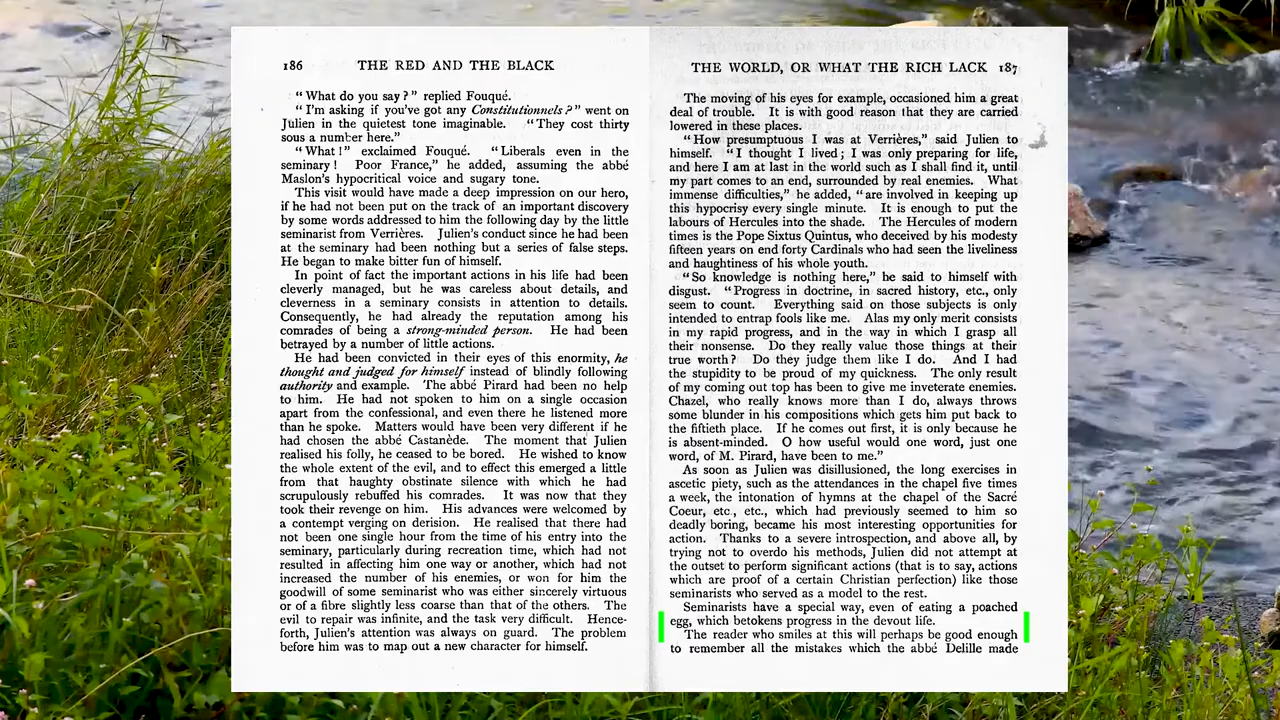 186 THE RED AND THE BLACK
“ What do you say ? ” replied Fouqué.
“ I’m asking if you’ve got any Constitutionnels ? ” went on
Julien in the quietest tone imaginable. “ They cost thirty
sous a number here.”
“ What ! ” exclaimed Fouqué. “ Liberals even in the
seminary ! Poor France,” he added, assuming the abbé
Maslon’s hypocritical voice and sugary tone.
This visit would have made a deep impression on our hero,
if he had not been put on the track of an important discovery
by some words addressed to him the following day by the little
seminarist from Verrières. Julien’s conduct since he had been
at the seminary had been nothing but a series of false steps.
He began to make bitter fun of himself.
In point of fact the important actions in his life had been
cleverly managed, but he was careless about details, and
cleverness in a seminary consists in attention to details.
Consequently, he had already the reputation among his
comrades of being a strong-minded person. He had been
betrayed by a number of little actions.
He had been convicted in their eyes of this enormity, he
thought and judged for himself instead of blindly following
authority and example. The abbé Pirard had been no help
to him. He had not spoken to him on a single occasion
apart from the confessional, and even there he listened more
than he spoke. Matters would have been very different if he
had chosen the abbé Castanède. The moment that Julien
realised his folly, he ceased to be bored. He wished to know
the whole extent of the evil, and to effect this emerged a little
from that haughty obstinate silence with which he had
scrupulously rebuffed his comrades. It was now that they
took their revenge on him. His advances were welcomed by
a contempt verging on derision. He realised that there had
not been one single hour from the time of his entry into the
seminary, particularly during recreation time, which had not
resulted in affecting him one way or another, which had not
increased the number of his enemies, or won for him the
goodwill of some seminarist who was either sincerely virtuous
or of a fibre slightly less coarse than that of the others. The
evil to repair was infinite, and the task very difficult. Hence-
forth, Julien’s attention was always on guard. The problem
before him was to map out a new character for himself.
THE WORLD, OR WHAT THE RICH LACK 187
The moving of his eyes for example, occasioned him a great
deal of trouble. It is with good reason that they are carried
lowered in these places.
“ How presumptuous I was at Verrières,” said Julien to
himself. “ I thought I lived ; I was only preparing for life,
and here I am at last in the world such as I shall find it, until
my part comes to an end, surrounded by real enemies. What
immense difficulties,” he added, “ are involved in keeping up
this hypocrisy every single minute. It is enough to put the
labours of Hercules into the shade. The Hercules of modern
times is the Pope Sixtus Quintus, who deceived by his modesty
fifteen years on end forty Cardinals who had seen the liveliness
and haughtiness of his whole youth.
“ So knowledge is nothing here,” he said to himself with
disgust. “ Progress in doctrine, in sacred history, etc., only
seem to count. Everything said on those subjects is only
intended to entrap fools like me. Alas my only merit consists
in my rapid progress, and in the way in which I grasp all
their nonsense. Do they really value those things at their
true worth ? Do they judge them like I do. And I had
the stupidity to be proud of my quickness. The only result
of my coming out top has been to give me inveterate enemies.
Chazel, who really knows more than I do, always throws
some blunder in his compositions which gets him put back to
the fiftieth place. If he comes out first, it is only because he
is absent-minded. O how useful would one word, just one
word, of M. Pirard, have been to me.”
As soon as Julien was disillusioned, the long exercises in
ascetic piety, such as the attendances in the chapel five times
a week, the intonation of hymns at the chapel of the Sacré
Coeur, etc., etc., which had previously seemed to him so
deadly boring, became his most interesting opportunities for
action. Thanks to a severe introspection, and above all, by
trying not to overdo his methods, Julien did not attempt at
the outset to perform significant actions (that is to say, actions
which are proof of a certain Christian perfection) like those
seminarists who served as a model to the rest.
Seminarists have a special way, even of eating a poached
egg, which betokens progress in the devout life.
The reader who smiles at this will perhaps be good enough
to remember all the mistakes which the abbé Delille made